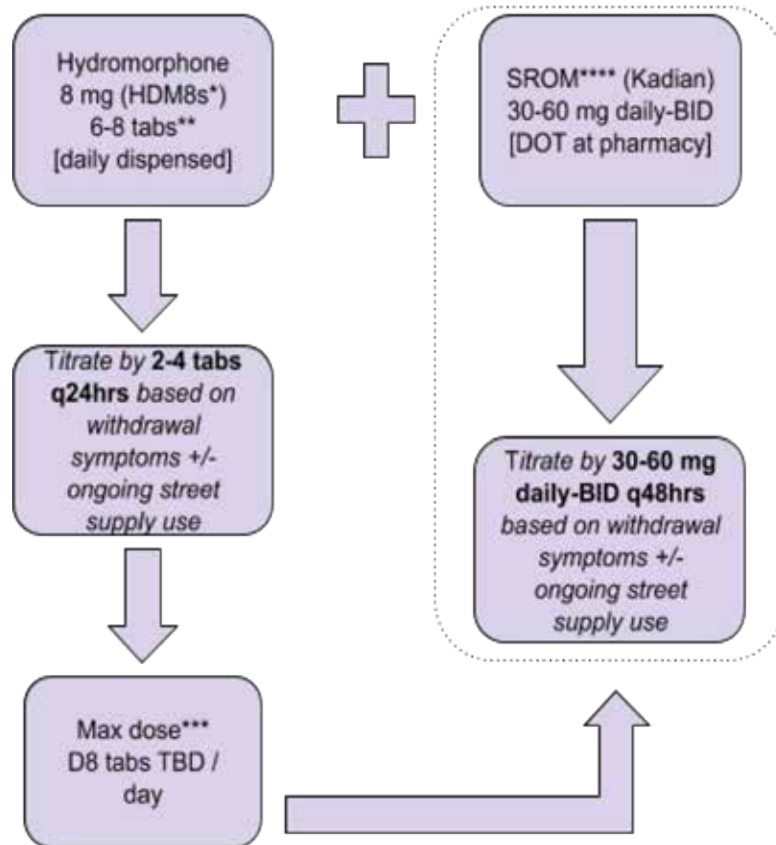 Hydromorphone
8 mg (HDM8s*)
6-8 tabs**
[daily dispensed]
SROM**** (Kadian)
30-60 mg daily-BID
[DOT at pharmacy]
Titrate by 2-4 tabs
q24hrs based on
withdrawal
symptoms +/-
ongoing street
supply use
Titrate by 30-60 mg
daily-BID q48hrs
based on withdrawal
symptoms +/-
ongoing street
supply use
Max dose***
D8 tabs TBD /
day